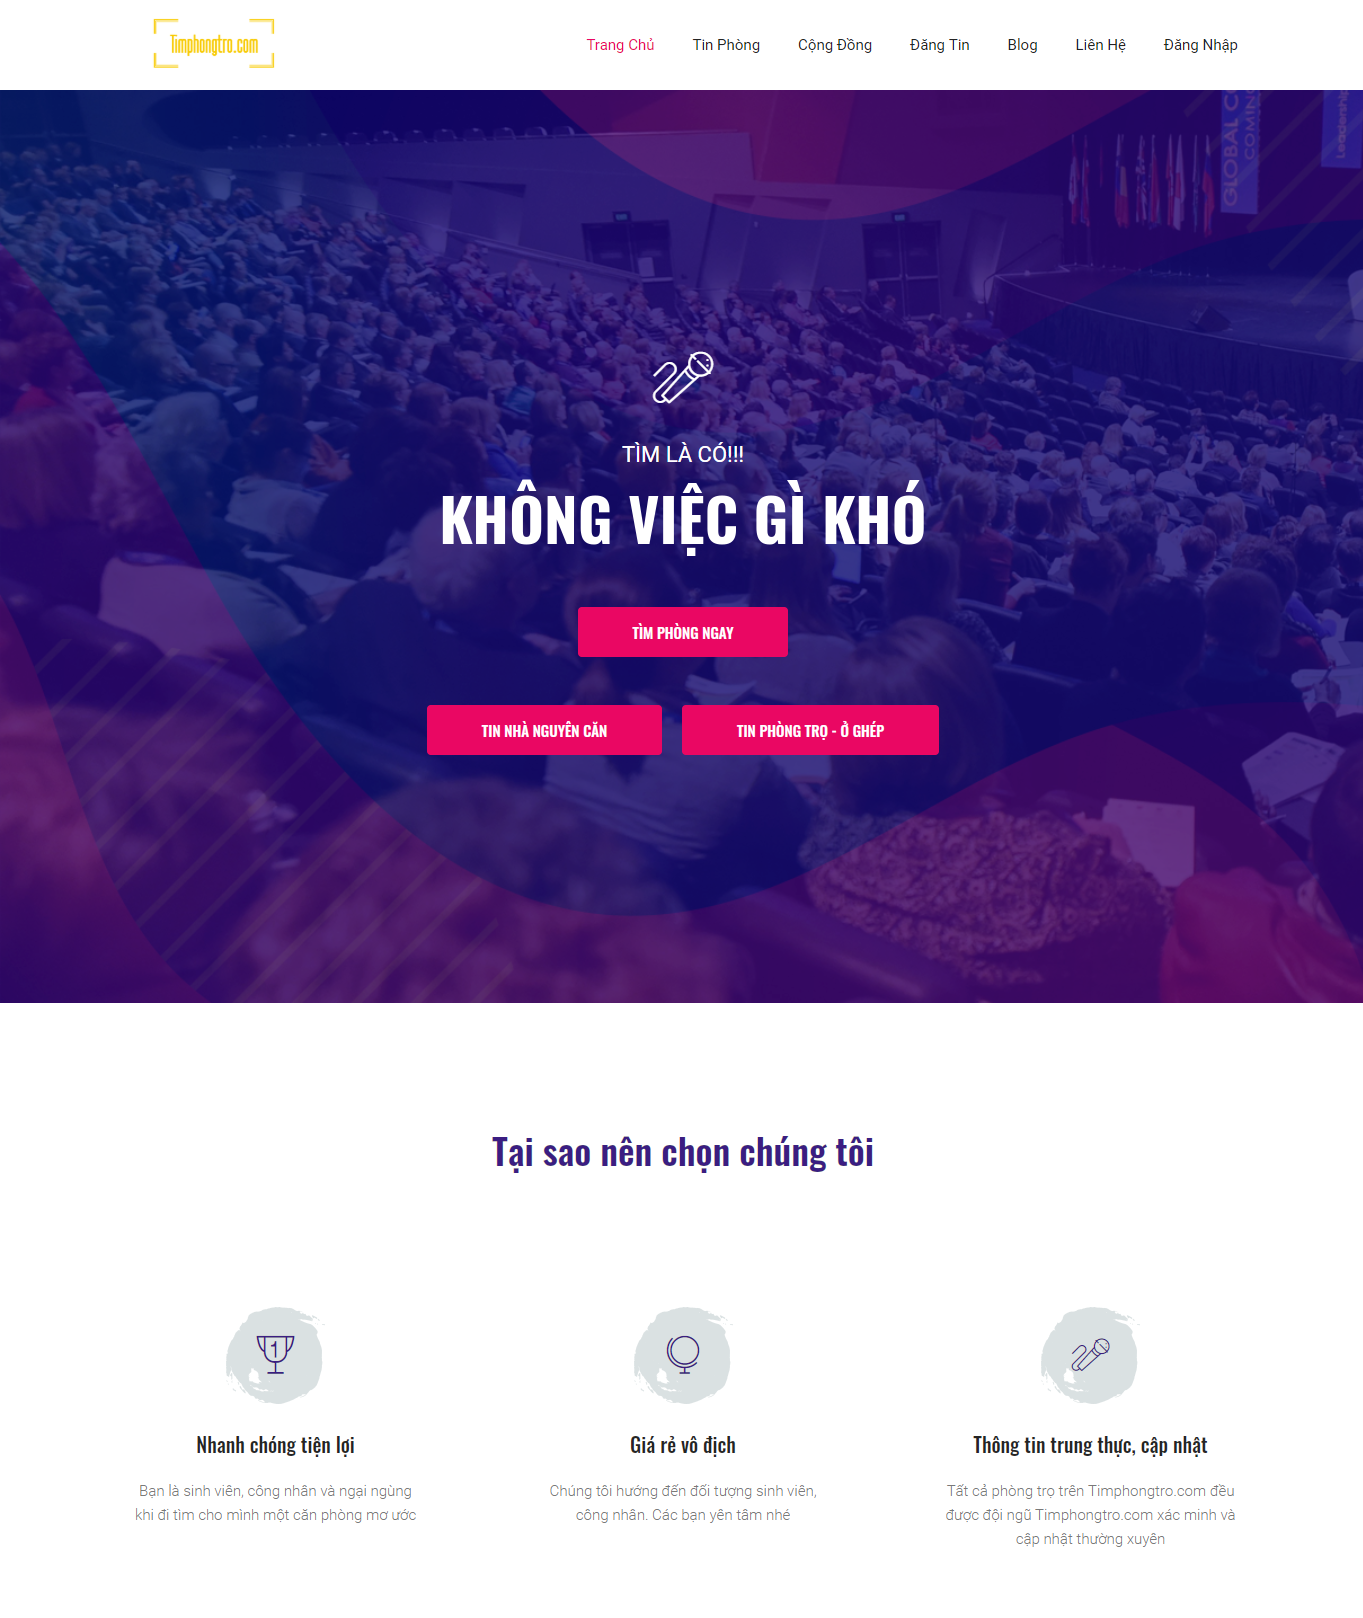 Timphongtro.com
Trang Chủ Tin Phòng Cộng Đồng Đăng Tin Blog Liên Hệ Đăng Nhập
GLOBAL C
COMIN
Leadership
TÌM LÀ CÓ!!!
KHÔNG VIỆC GÌ KHÓ
TÌM PHÒNG NGAY
TIN NHÀ NGUYÊN CĂN TIN PHÒNG TRỌ - Ở GHÉP
Tại sao nên chọn chúng tôi
1
Nhanh chóng tiện lợi
Bạn là sinh viên, công nhân và ngại ngùng
khi đi tìm cho mình một căn phòng mơ ước
Giá rẻ vô địch
Chúng tôi hướng đến đối tượng sinh viên,
công nhân. Các bạn yên tâm nhé
Thông tin trung thực, cập nhật
Tất cả phòng trọ trên Timphongtro.com đều
được đội ngũ Timphongtro.com xác minh và
cập nhật thường xuyên